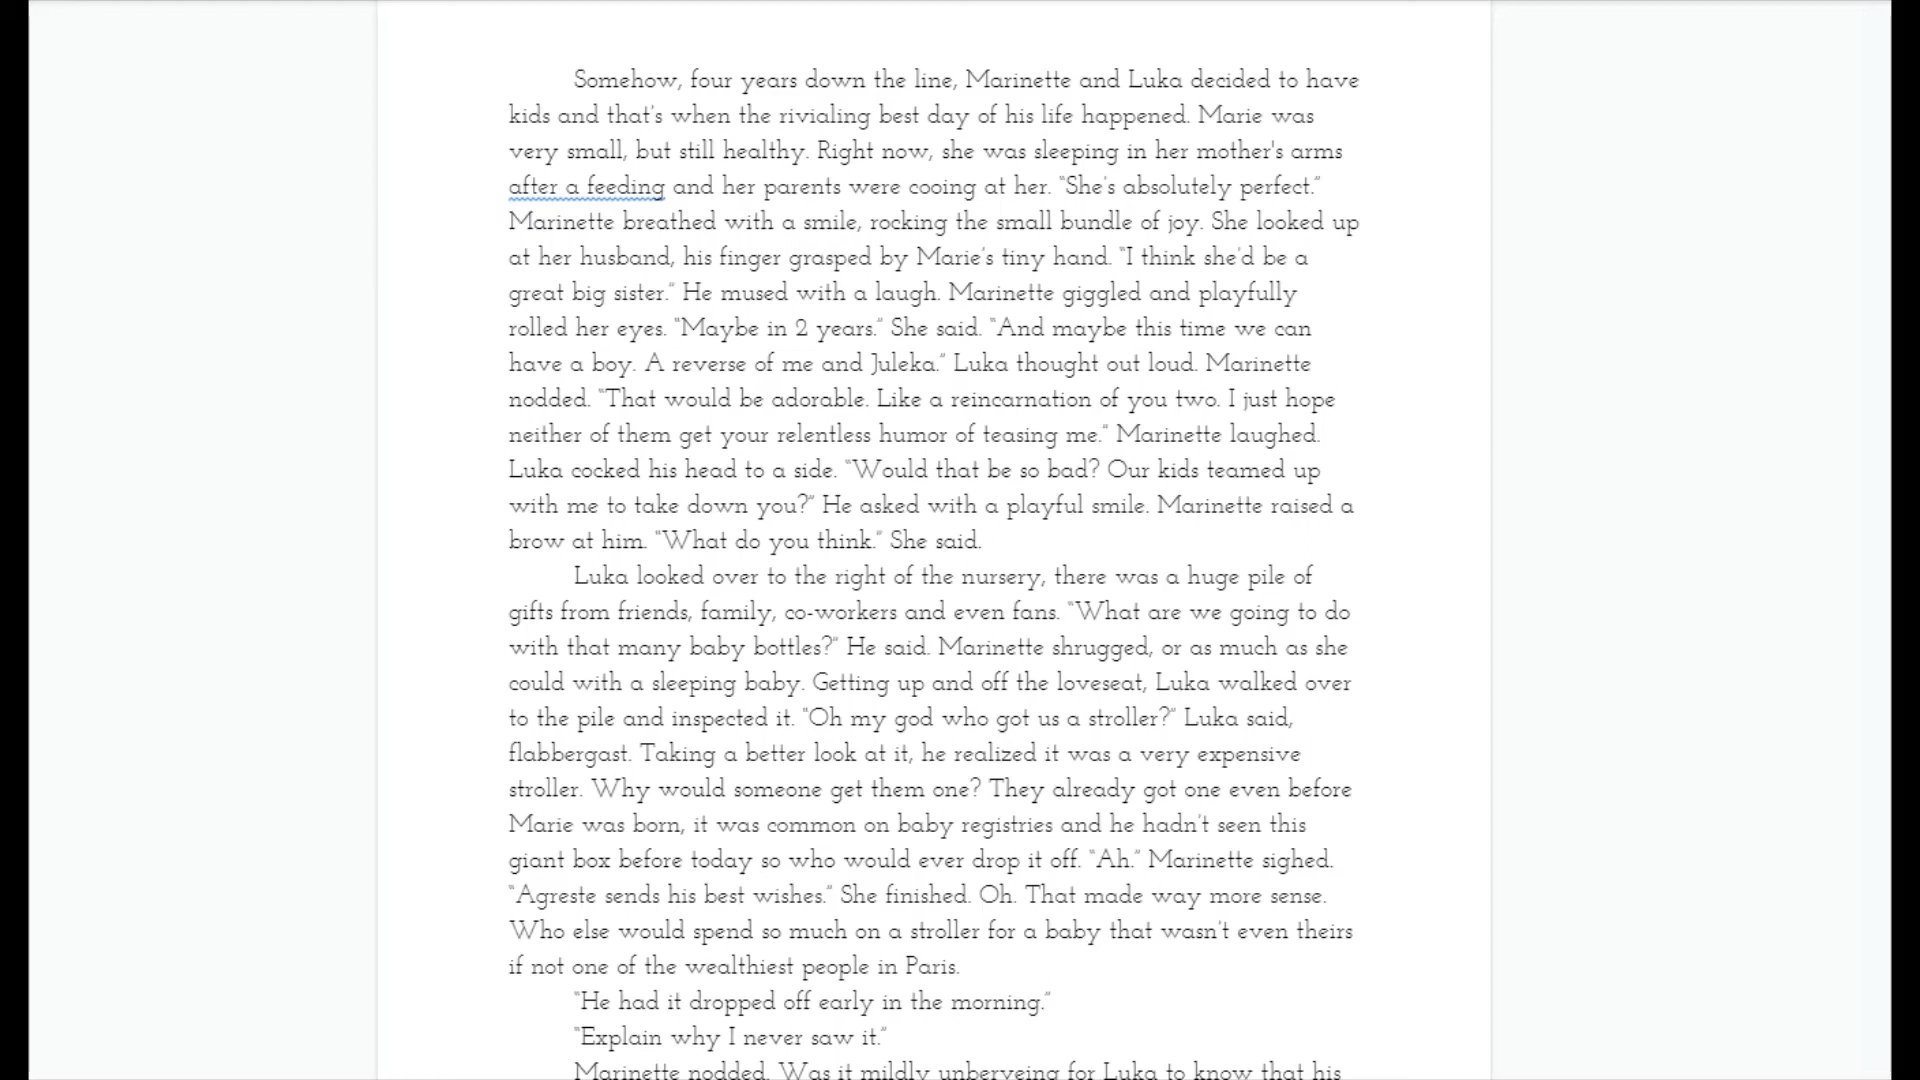 Somehow, four years down the line, Marinette and Luka decided to have
kids and that's when the rivialing best day of his life happened. Marie was
very small, but still healthy. Right now, she was sleeping in her mother's arms
after a feeding and her parents were cooing at her. “She's absolutely perfect.”
Marinette breathed with a smile, rocking the small bundle of joy. She looked up
at her husband, his finger grasped by Marie's tiny hand. “I think she'd be a
great big sister.” He mused with a laugh. Marinette giggled and playfully
rolled her eyes. “Maybe in 2 years.” She said. “And maybe this time we can
have a boy. A reverse of me and Juleka.” Luka thought out loud. Marinette
nodded. “That would be adorable. Like a reincarnation of you two. I just hope
neither of them get your relentless humor of teasing me.” Marinette laughed.
Luka cocked his head to a side. “Would that be so bad? Our kids teamed up
with me to take down you?” He asked with a playful smile. Marinette raised a
brow at him. “What do you think.” She said.
Luka looked over to the right of the nursery, there was a huge pile of
gifts from friends, family, co-workers and even fans. “What are we going to do
with that many baby bottles?” He said. Marinette shrugged, or as much as she
could with a sleeping baby. Getting up and off the loveseat, Luka walked over
to the pile and inspected it. “Oh my god who got us a stroller?” Luka said,
flabbergast. Taking a better look at it, he realized it was a very expensive
stroller. Why would someone get them one? They already got one even before
Marie was born, it was common on baby registries and he hadn't seen this
giant box before today so who would ever drop it off. “Ah.” Marinette sighed.
“Agreste sends his best wishes.” She finished. Oh. That made way more sense.
Who else would spend so much on a stroller for a baby that wasn't even theirs
if not one of the wealthiest people in Paris.
“He had it dropped off early in the morning.”
“Explain why I never saw it.”
Marinette nodded. Was it mildly unberveing for Luka to know that his